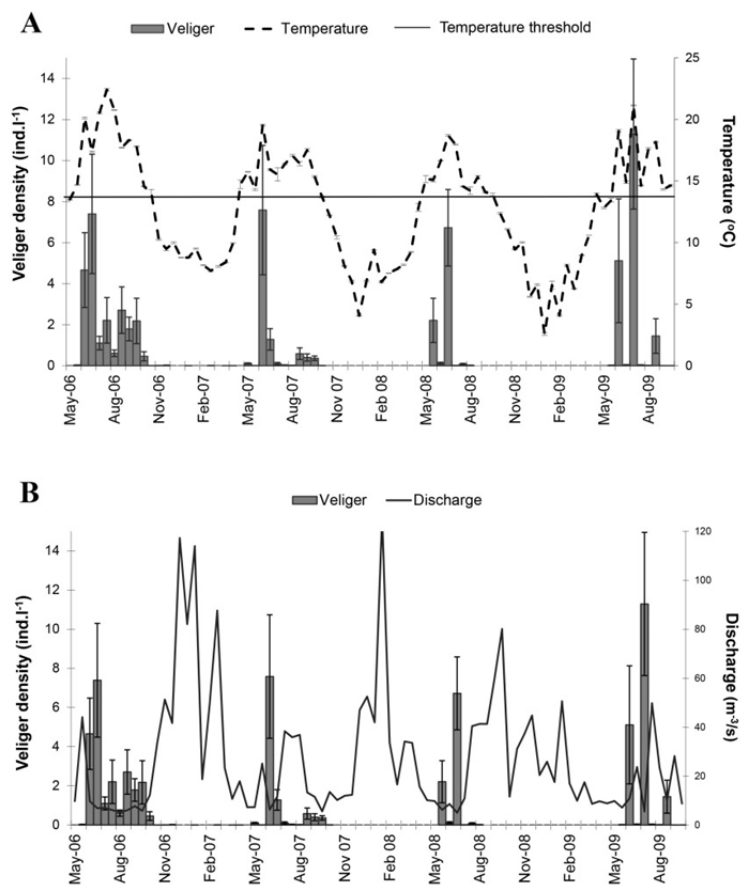 A
Veliger Temperature Temperature threshold
Veliger density (ind.l⁻¹)
14
12
10
8
6
4
2
0
25
20
15
10
5
0
Temperature (ºC)
May-06 Aug-06 Nov-06 Feb-07 May-07 Aug-07 Nov 07 Feb 08 May-08 Aug-08 Nov-08 Feb-09 May-09 Aug-09
B
Veliger Discharge
Veliger density (ind.l⁻¹)
14
12
10
8
6
4
2
0
120
100
80
60
40
20
0
Discharge (m⁻³/s)
May-06 Aug-06 Nov-06 Feb-07 May-07 Aug-07 Nov 07 Feb 08 May-08 Aug-08 Nov-08 Feb-09 May-09 Aug-09